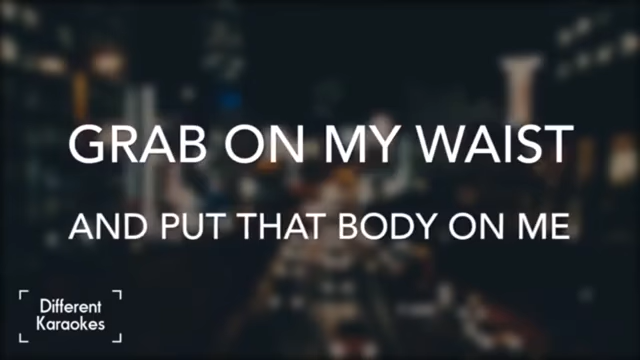 GRAB ON MY WAIST
AND PUT THAT BODY ON ME
Different
Karaokes